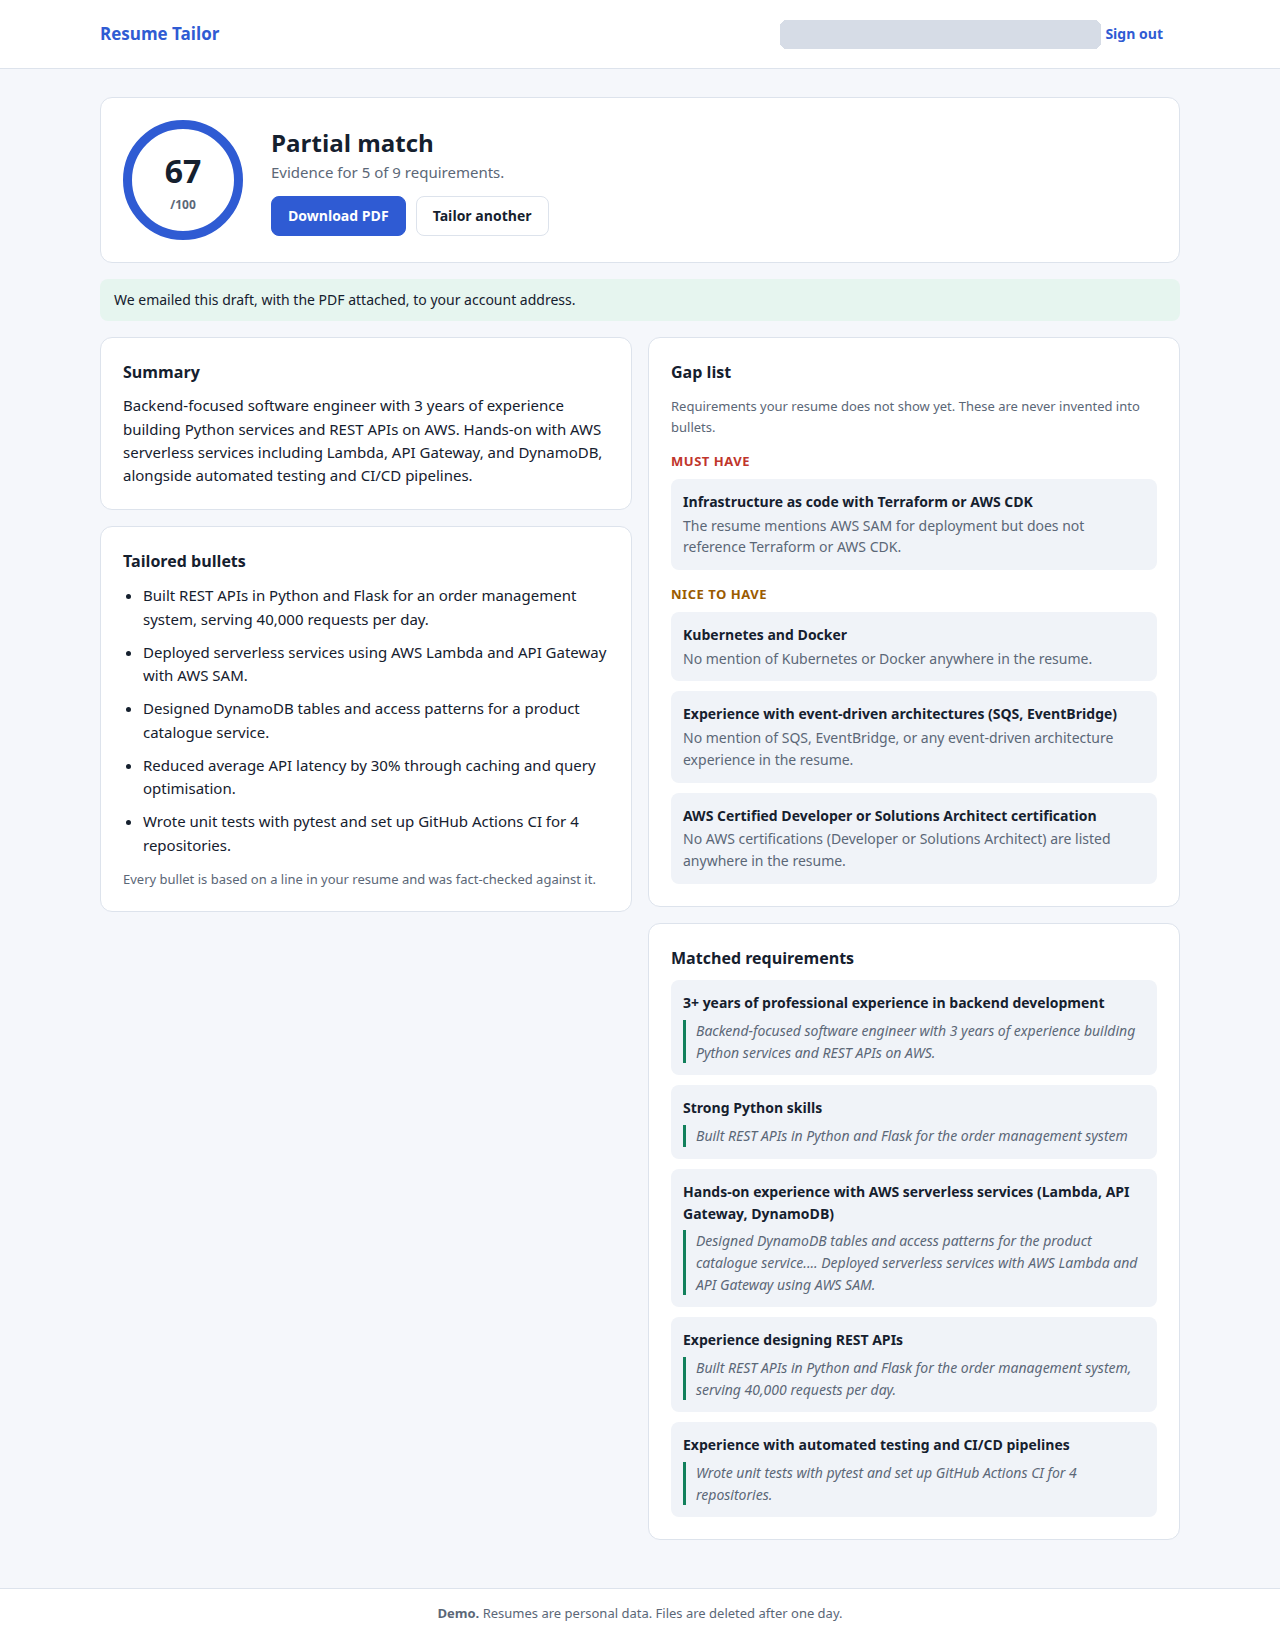 Resume Tailor
Sign out
67
/100
Partial match
Evidence for 5 of 9 requirements.
Download PDF
Tailor another
We emailed this draft, with the PDF attached, to your account address.
Summary
Backend-focused software engineer with 3 years of experience
building Python services and REST APIs on AWS. Hands-on with AWS
serverless services including Lambda, API Gateway, and DynamoDB,
alongside automated testing and CI/CD pipelines.
Tailored bullets
• Built REST APIs in Python and Flask for an order management
system, serving 40,000 requests per day.
• Deployed serverless services using AWS Lambda and API Gateway
with AWS SAM.
• Designed DynamoDB tables and access patterns for a product
catalogue service.
• Reduced average API latency by 30% through caching and query
optimisation.
• Wrote unit tests with pytest and set up GitHub Actions CI for 4
repositories.
Every bullet is based on a line in your resume and was fact-checked against it.
Gap list
Requirements your resume does not show yet. These are never invented into
bullets.
MUST HAVE
Infrastructure as code with Terraform or AWS CDK
The resume mentions AWS SAM for deployment but does not
reference Terraform or AWS CDK.
NICE TO HAVE
Kubernetes and Docker
No mention of Kubernetes or Docker anywhere in the resume.
Experience with event-driven architectures (SQS, EventBridge)
No mention of SQS, EventBridge, or any event-driven architecture
experience in the resume.
AWS Certified Developer or Solutions Architect certification
No AWS certifications (Developer or Solutions Architect) are listed
anywhere in the resume.
Matched requirements
3+ years of professional experience in backend development
Backend-focused software engineer with 3 years of experience building
Python services and REST APIs on AWS.
Strong Python skills
Built REST APIs in Python and Flask for the order management system
Hands-on experience with AWS serverless services (Lambda, API
Gateway, DynamoDB)
Designed DynamoDB tables and access patterns for the product
catalogue service.... Deployed serverless services with AWS Lambda and
API Gateway using AWS SAM.
Experience designing REST APIs
Built REST APIs in Python and Flask for the order management system,
serving 40,000 requests per day.
Experience with automated testing and CI/CD pipelines
Wrote unit tests with pytest and set up GitHub Actions CI for 4
repositories.
Demo. Resumes are personal data. Files are deleted after one day.